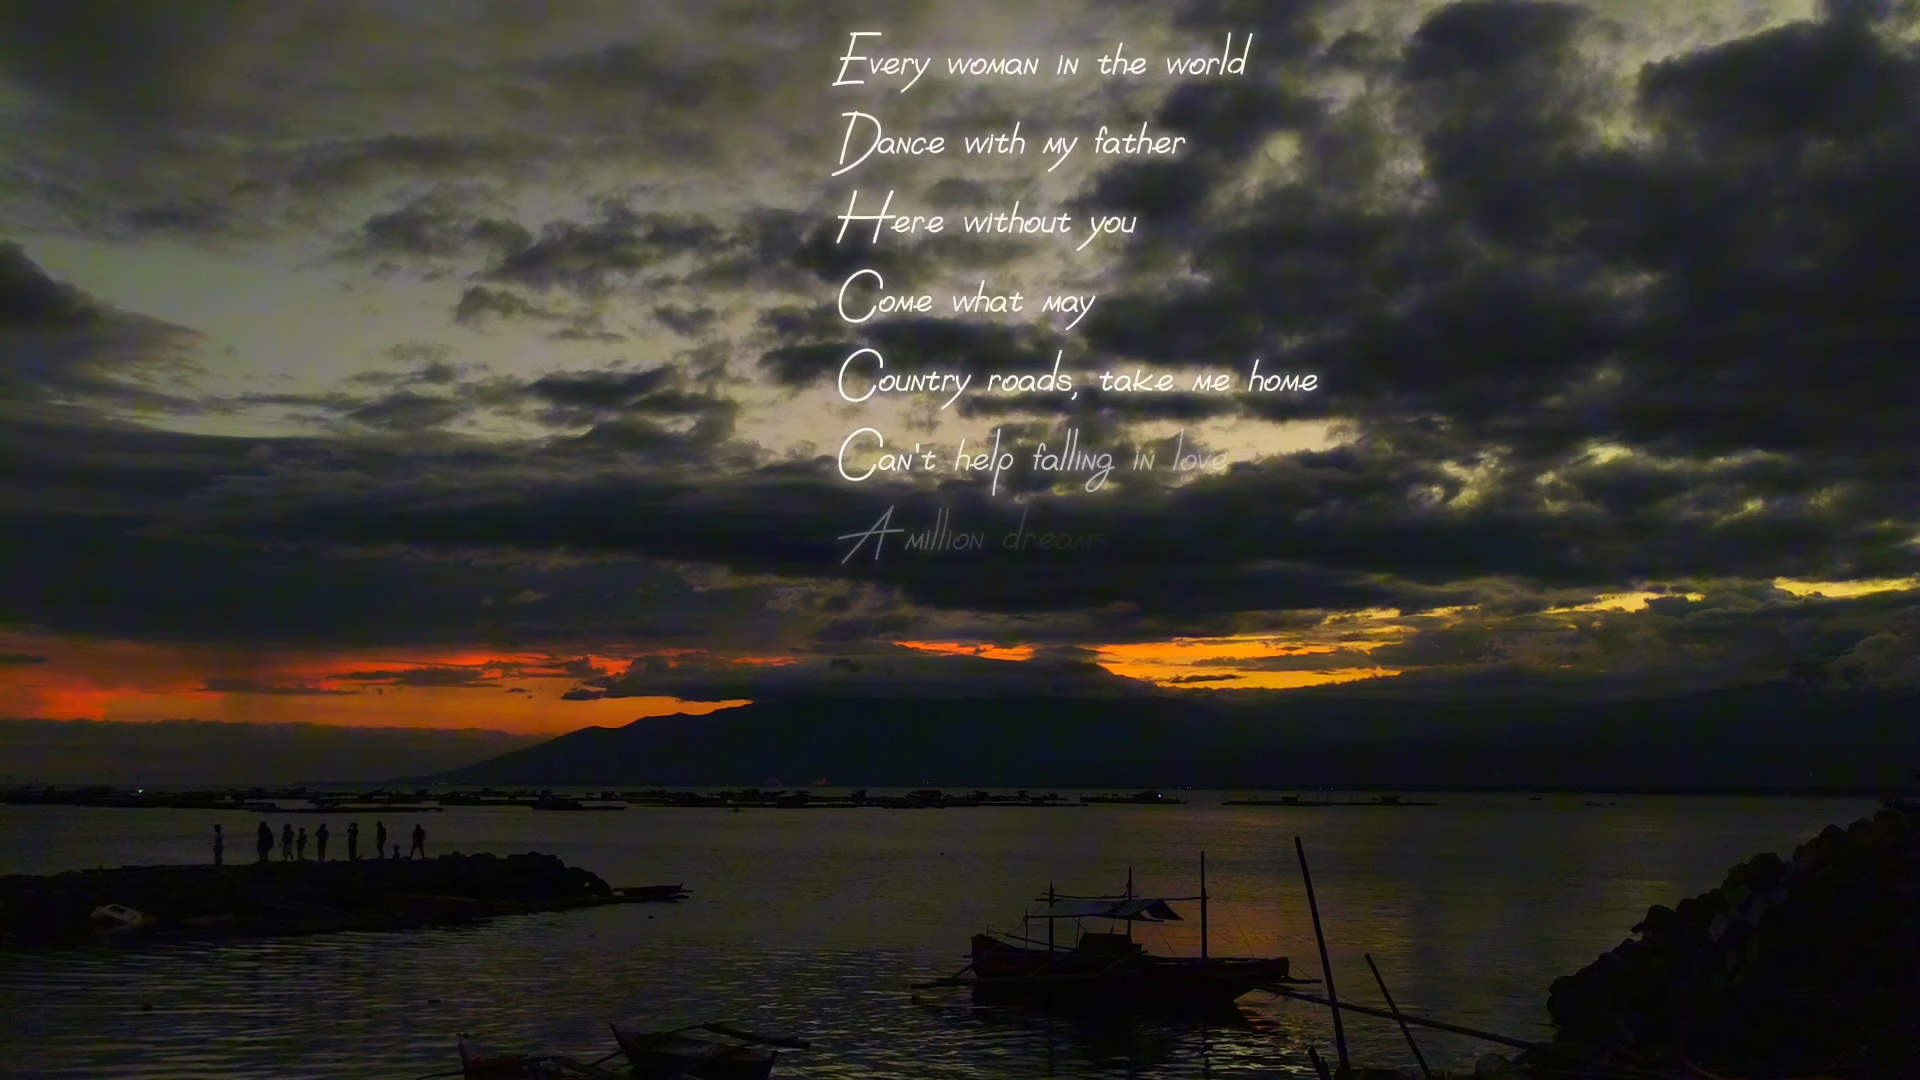 Every woman in the world
Dance with my father
Here without you
Come what may
Country roads, take me home
Can't help falling in love
A million dreams